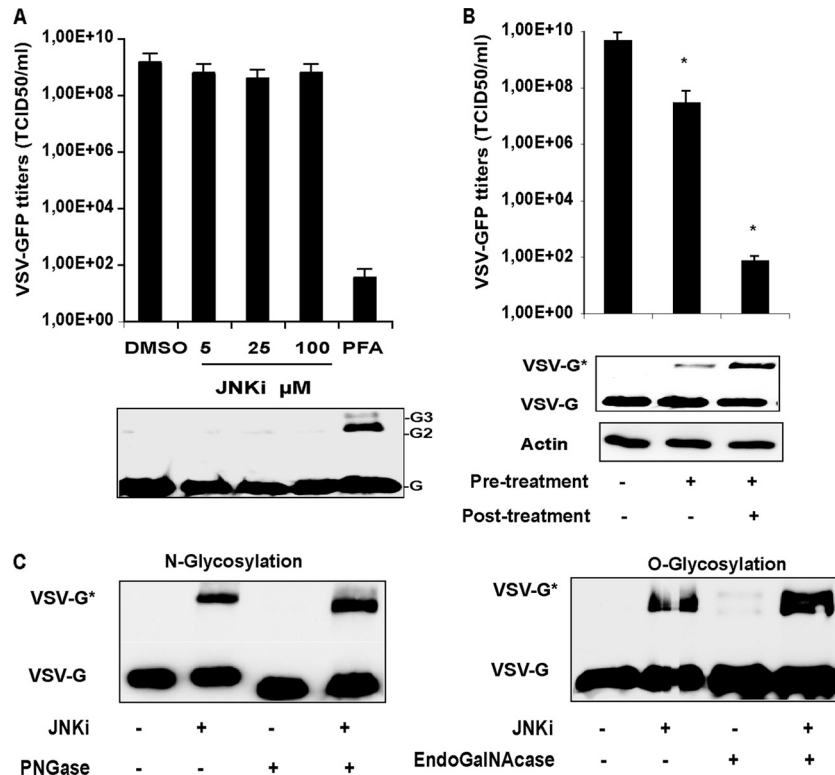 A
VSV-GFP ttiters (TCID50/ml)
1,00E+10
1,00E+08
1,00E+06
1,00E+04
1,00E+02
1,00E+00
DMSO 5 25 100 PFA
JNKi µM
G3
G2
G
B
VSV-GFP ttiters (TCID50/ml)
1,00E+10
1,00E+08
1,00E+06
1,00E+04
1,00E+02
1,00E+00
*
*
VSV-G*
VSV-G
Actin
Pre-treatment - + +
Post-treatment - - +
C
N-Glycosylation
VSV-G*
VSV-G
JNKi - + - +
PNGase - - + +
O-Glycosylation
VSV-G*
VSV-G
JNKi - + - +
EndoGalNAcase - - + +